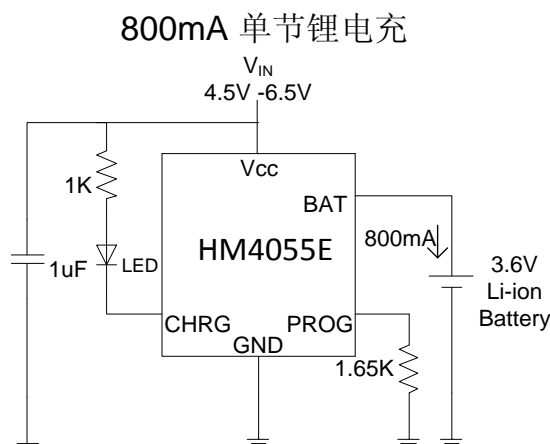 800mA 单节锂电充
VIN
4.5V -6.5V
Vcc
1K
BAT
HM4055E
800mA
3.6V
Li-ion
Battery
1uF
LED
CHRG
PROG
GND
1.65K